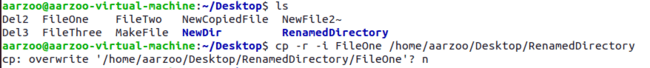 aarzoo@aarzoo-virtual-machine:~/Desktop$ ls
Del2  FileOne    FileTwo   NewCopiedFile  NewFile2~
Del3  FileThree  MakeFile  NewDir         RenamedDirectory
aarzoo@aarzoo-virtual-machine:~/Desktop$ cp -r -i FileOne /home/aarzoo/Desktop/RenamedDirectory
cp: overwrite '/home/aarzoo/Desktop/RenamedDirectory/FileOne'? n